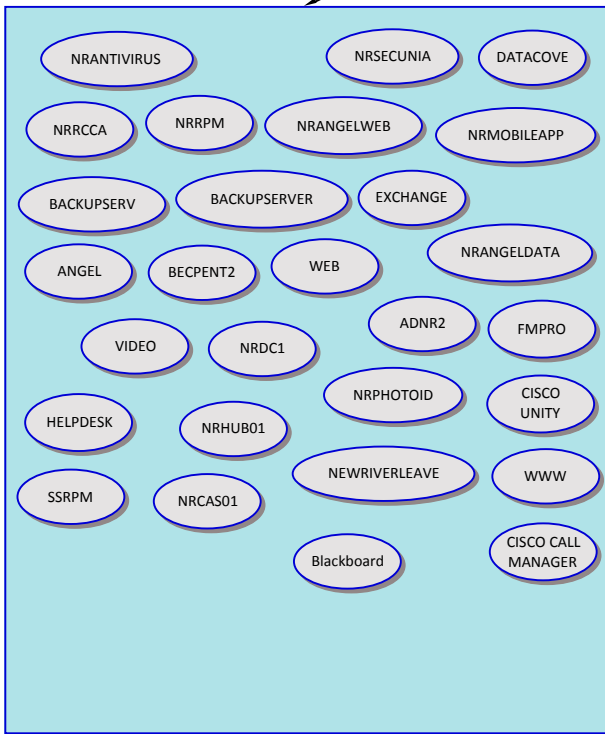 NRANTIVIRUS
NRSECUNIA
DATACOVE
NRRCCA
NRRPM
NRANGELWEB
NRMOBILEAPP
BACKUPSERV
BACKUPSERVER
EXCHANGE
NRANGELDATA
ANGEL
BECPENT2
WEB
ADNR2
FMPRO
VIDEO
NRDC1
NRPHOTOID
CISCO
UNITY
HELPDESK
NRHUB01
NEWRIVERLEAVE
WWW
SSRPM
NRCAS01
Blackboard
CISCO CALL
MANAGER